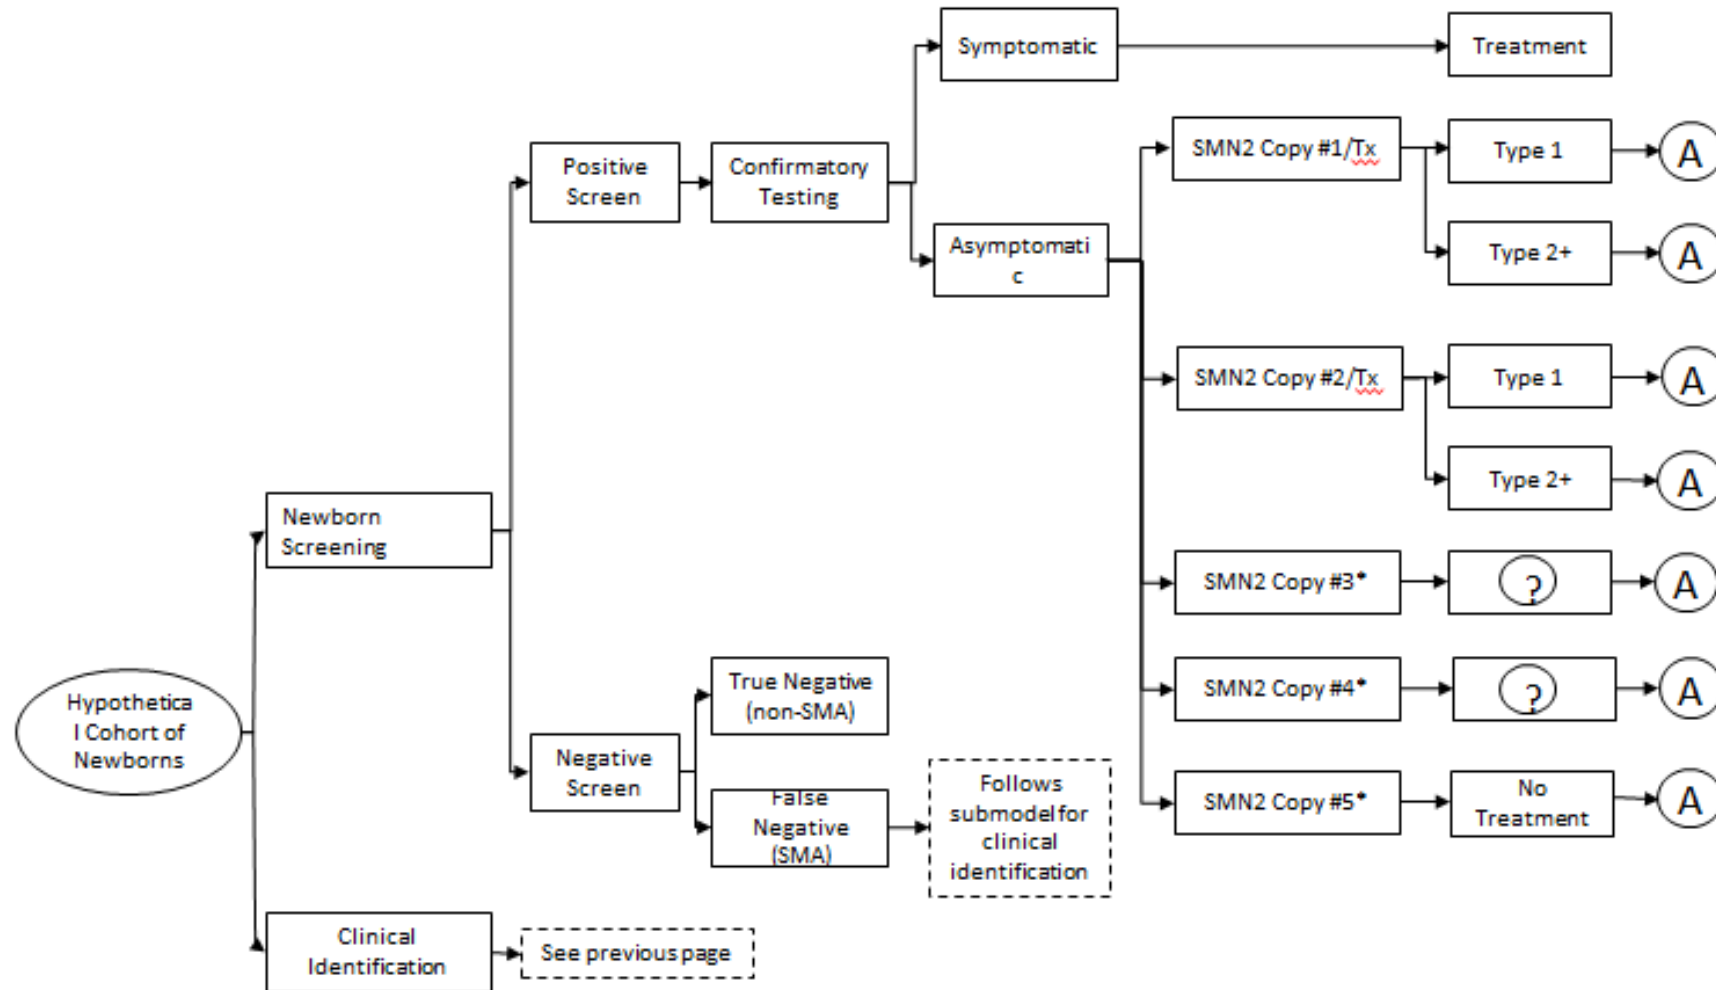 Symptomatic
Treatment
SMN2 Copy #1/Tx
Type 1
A
Positive
Screen
Confirmatory
Testing
Asymptomati
c
Type 2+
A
SMN2 Copy #2/Tx
Type 1
A
Type 2+
A
Newborn
Screening
SMN2 Copy #3*
?
A
True Negative
(non-SMA)
SMN2 Copy #4*
?
A
Hypothetica
l Cohort of
Newborns
Negative
Screen
False
Negative
(SMA)
Follows
submodel for
clinical
identification
SMN2 Copy #5*
No
Treatment
A
Clinical
Identification
See previous page